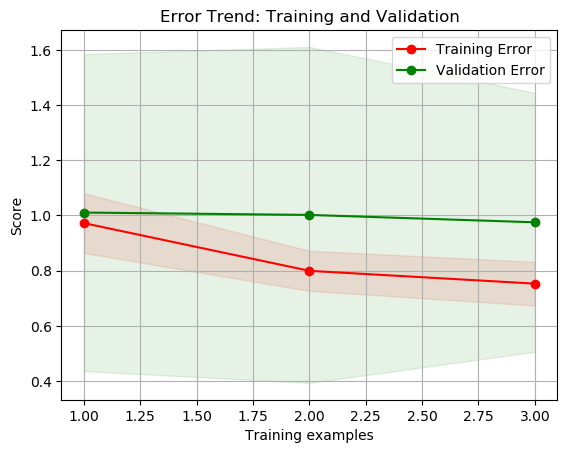 Error Trend: Training and Validation
Training Error
Validation Error
Score
1.6
1.4
1.2
1.0
0.8
0.6
0.4
1.00 1.25 1.50 1.75 2.00 2.25 2.50 2.75 3.00
Training examples